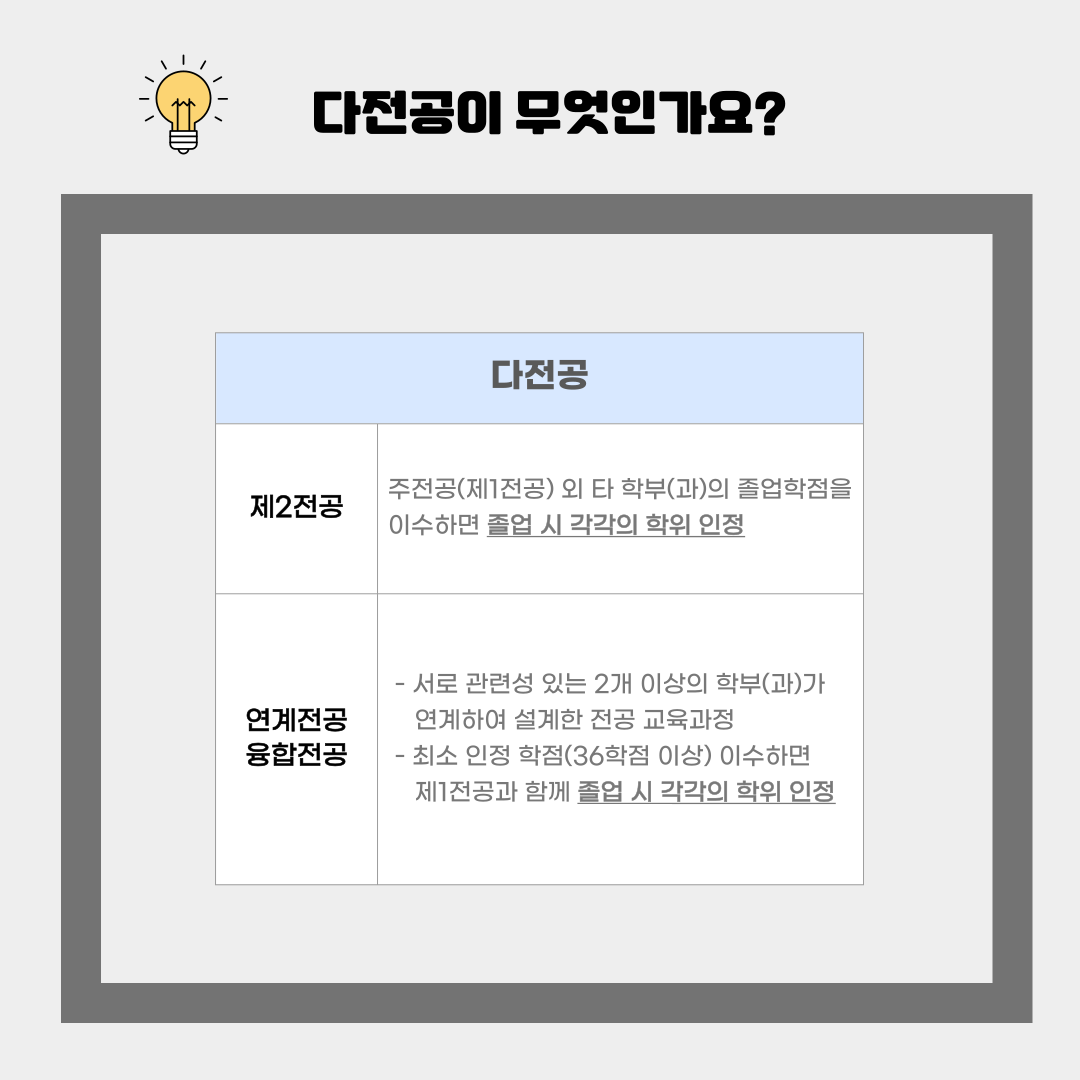 다전공이 무엇인가요?
다전공
제2전공
주전공(제1전공) 외 타 학부(과)의 졸업학점을
이수하면 졸업 시 각각의 학위 인정
연계전공
융합전공
- 서로 관련성 있는 2개 이상의 학부(과)가
연계하여 설계한 전공 교육과정
- 최소 인정 학점(36학점 이상) 이수하면
제1전공과 함께 졸업 시 각각의 학위 인정